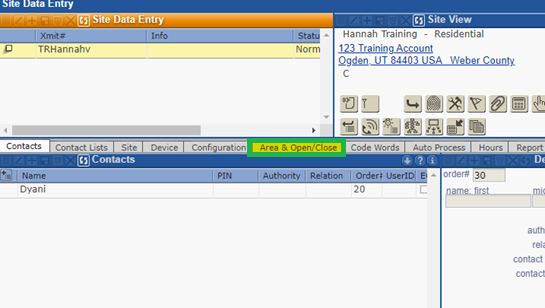 Site Data Entry
Site Data Entry
Xmit# Info Statu
TRHannahv Norm
Site View
Hannah Training - Residential
123 Training Account
Ogden, UT 84403 USA Weber County
C
Contacts Contact Lists Site Device Configuration Area & Open/Close Code Words Auto Process Hours Report
Contacts
Name PIN Authority Relation Order# UserID
Dyani 20
De
order# 30
name: first mid
autho
rela
contact
contact